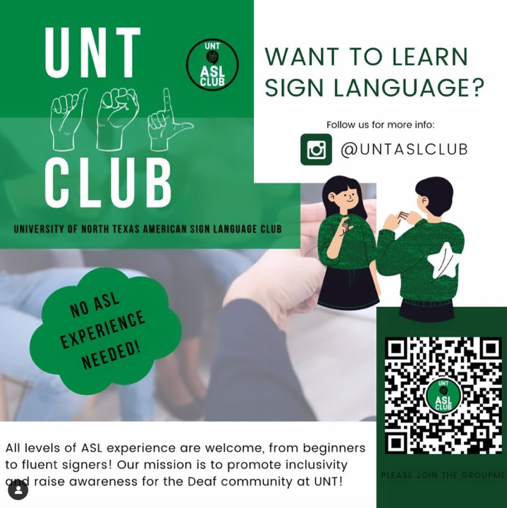 UNT
CLUB
UNIVERSITY OF NORTH TEXAS AMERICAN SIGN LANGUAGE CLUB
UNT
ASL
CLUB
WANT TO LEARN
SIGN LANGUAGE?
Follow us for more info:
@UNTASLCLUB
NO ASL
EXPERIENCE
NEEDED!
UNT
ASL
CLUB
PLEASE JOIN THE GROUPME
All levels of ASL experience are welcome, from beginners
to fluent signers! Our mission is to promote inclusivity
and raise awareness for the Deaf community at UNT!